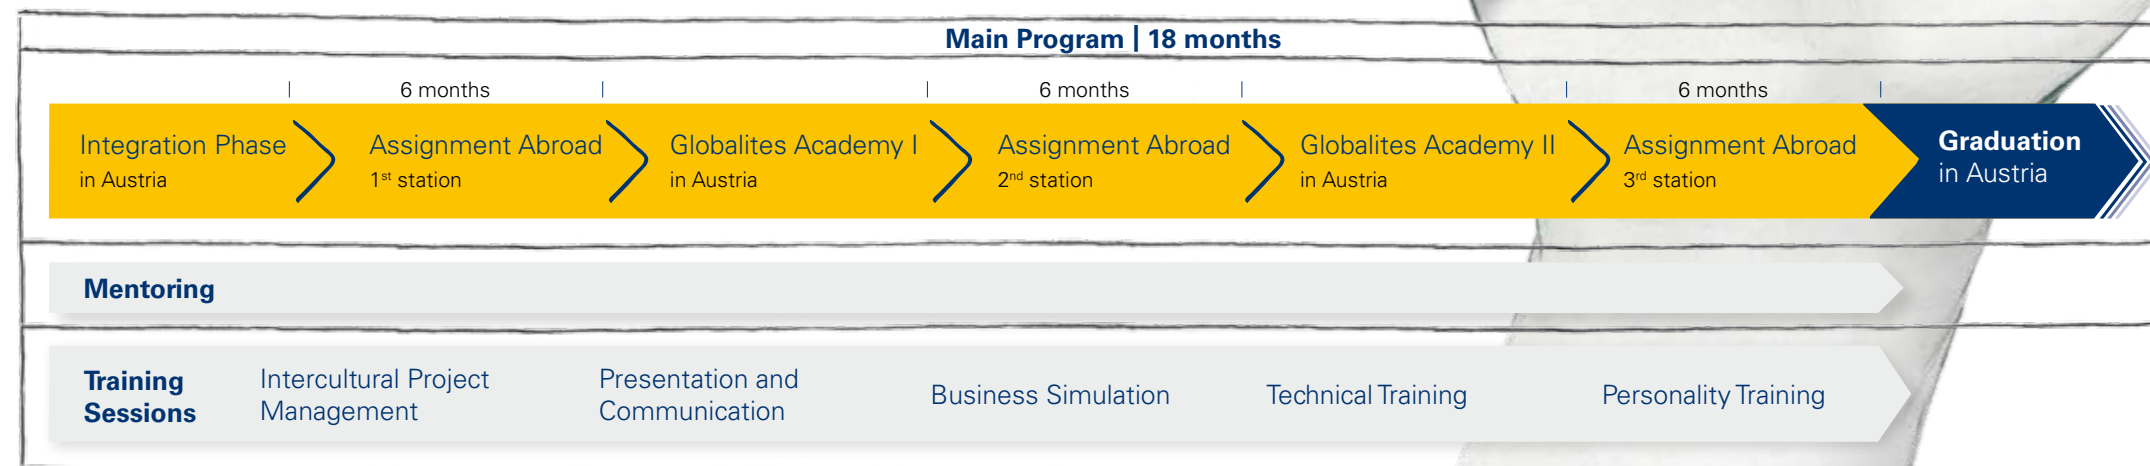 Main Program | 18 months
6 months
6 months
6 months
Integration Phase
in Austria
Assignment Abroad
1st station
Globalites Academy I
in Austria
Assignment Abroad
2nd station
Globalites Academy II
in Austria
Assignment Abroad
3rd station
Graduation
in Austria
Mentoring
Training
Sessions
Intercultural Project
Management
Presentation and
Communication
Business Simulation
Technical Training
Personality Training